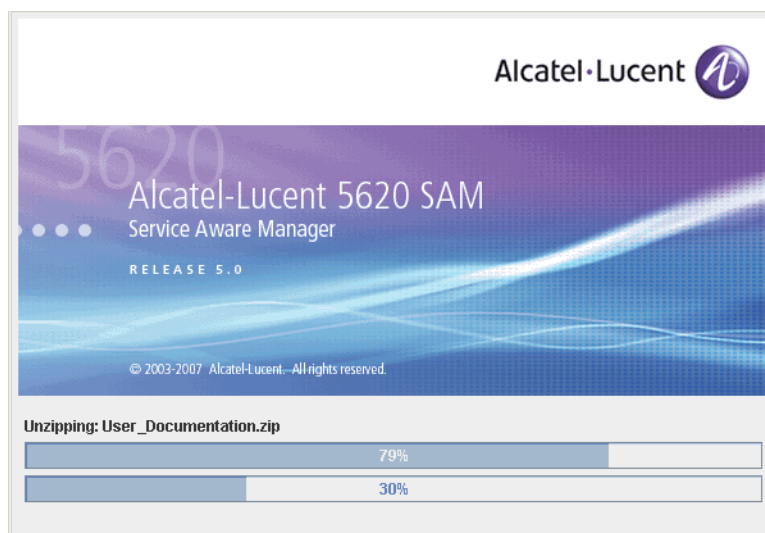 Alcatel·Lucent
5620
Alcatel-Lucent 5620 SAM
Service Aware Manager
RELEASE 5.0
© 2003-2007 Alcatel-Lucent. All rights reserved.
Unzipping: User_Documentation.zip
79%
30%